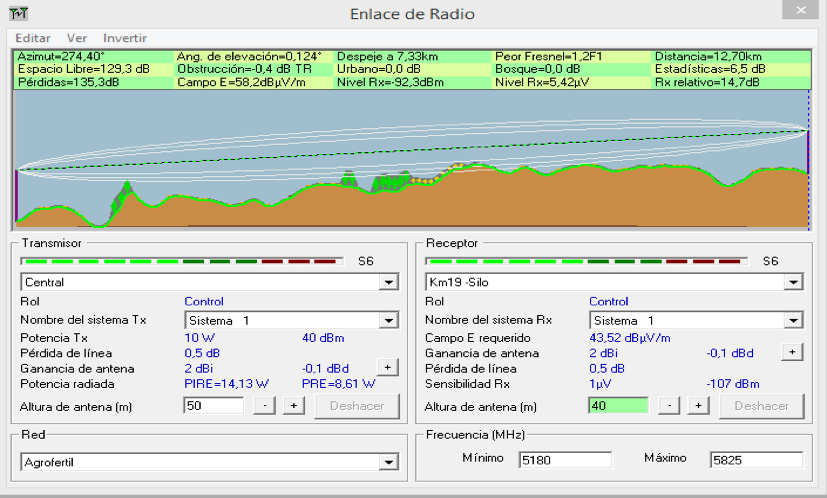 Enlace de Radio
Editar Ver Invertir
Azimut=274,40° Ang. de elevación=0,124° Despeje a 7,33km Peor Fresnel=1,2F1 Distancia=12,70km
Espacio Libre=129,3 dB Obstrucción=-0,4 dB TR Urbano=0,0 dB Bosque=0,0 dB Estadísticas=6,5 dB
Pérdidas=135,3dB Campo E=58,2dBµV/m Nivel Rx=-92,3dBm Nivel Rx=5,42µV Rx relativo=14,7dB
Transmisor
S6
Central
Rol Control
Nombre del sistema Tx Sistema 1
Potencia Tx 10 W 40 dBm
Pérdida de línea 0,5 dB
Ganancia de antena 2 dBi -0,1 dBd +
Potencia radiada PIRE=14,13 W PRE=8,61 W
Altura de antena (m) 50 - + Deshacer
Red
Agrofertil
Receptor
S6
Km19 -Silo
Rol Control
Nombre del sistema Rx Sistema 1
Campo E requerido 43,52 dBµV/m
Ganancia de antena 2 dBi -0,1 dBd +
Pérdida de línea 0,5 dB
Sensibilidad Rx 1µV -107 dBm
Altura de antena (m) 40 - + Deshacer
Frecuencia (MHz)
Mínimo 5180 Máximo 5825